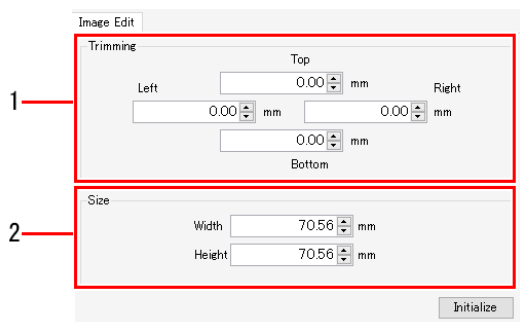 Image Edit
Trimming
Top
0.00 mm
Left
Right
1
0.00 mm
0.00 mm
0.00 mm
Bottom
Size
Width 70.56 mm
2
Height 70.56 mm
Initialize